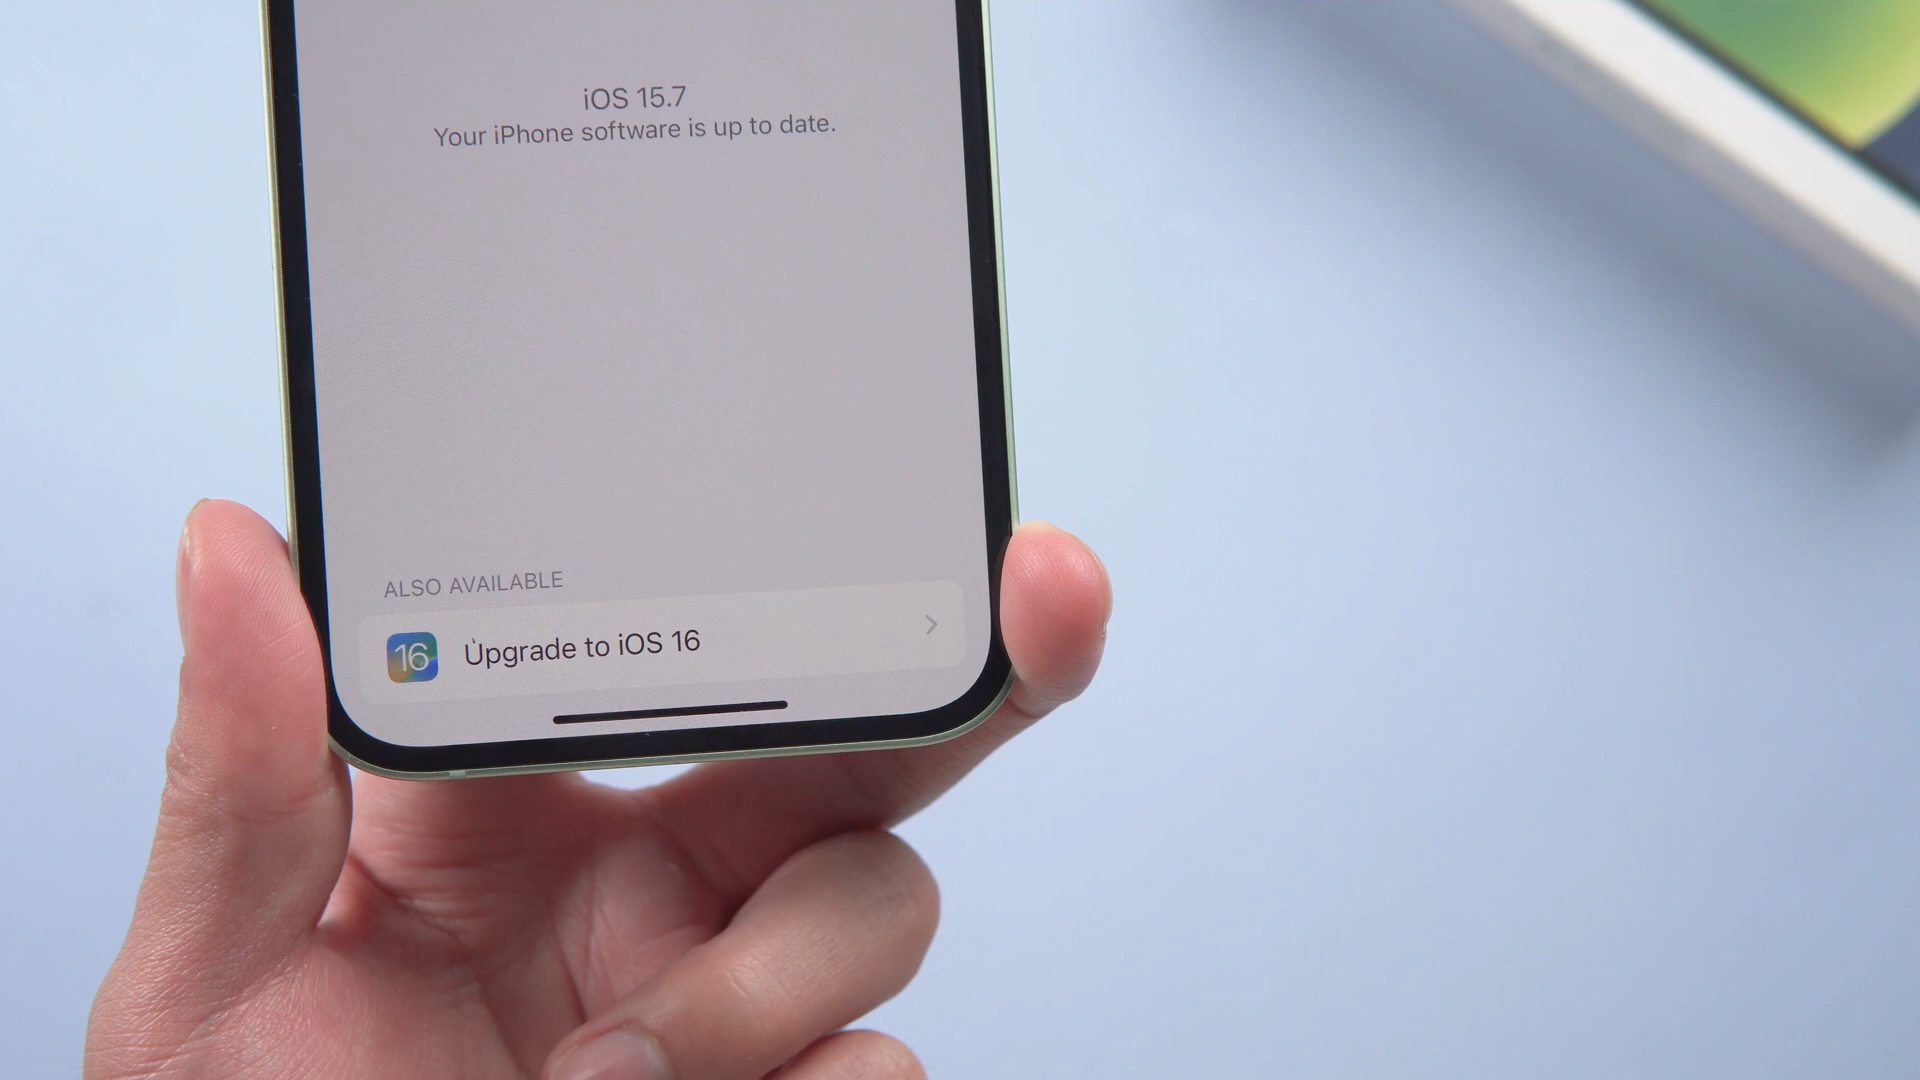 iOS 15.7
Your iPhone software is up to date.
ALSO AVAILABLE
16 Upgrade to iOS 16